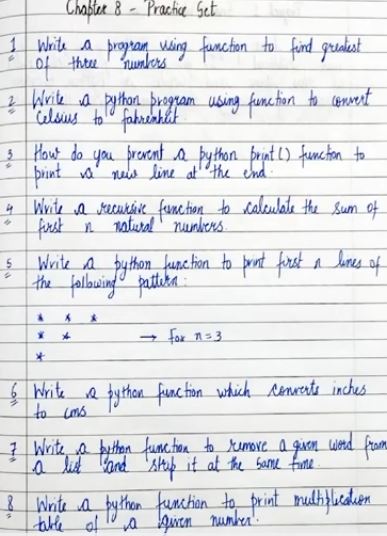 Chapter 8 - Practice Set
1 Write a program using function to find greatest
of three numbers
2 Write a python program using function to convert
Celsius to fahrenheit
3 How do you prevent a python print() function to
print a new line at the end.
4 Write a recursive function to calculate the sum of
first n natural numbers.
5 Write a python function to print first n lines of
the following pattern:
* * *
* * → For n=3
*
6 Write a python function which converts inches
to cms
7 Write a python function to remove a given word from
a list and strip it at the same time.
8 Write a python function to print multiplication
table of a given number.